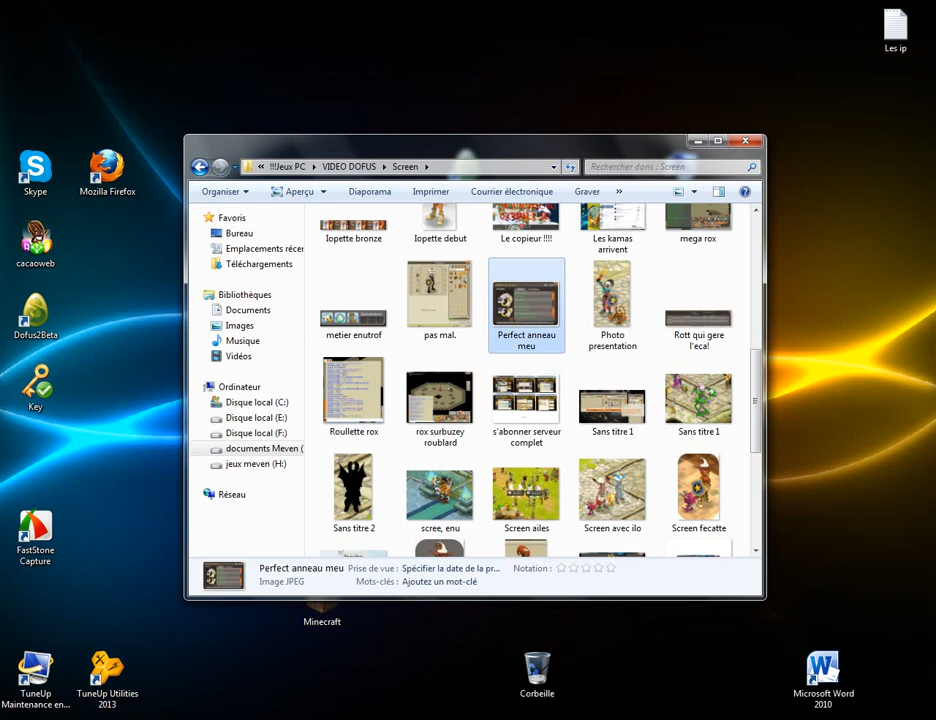 Les ip
Skype
Mozilla Firefox
cacaoweb
Dofus2Beta
Key
FastStone
Capture
TuneUp
Maintenance en...
TuneUp Utilities
2013
Minecraft
Corbeille
Microsoft Word
2010
« !!!Jeux PC ▸ VIDEO DOFUS ▸ Screen ▸
Rechercher dans : Screen
Organiser Aperçu Diaporama Imprimer Courrier électronique Graver »
Favoris
Bureau
Emplacements récer
Téléchargements
Bibliothèques
Documents
Images
Musique
Vidéos
Ordinateur
Disque local (C:)
Disque local (E:)
Disque local (F:)
documents Meven (
jeux meven (H:)
Réseau
Iopette bronze
Iopette debut
Le copieur !!!!
Les kamas
arrivent
mega rox
metier enutrof
pas mal.
Perfect anneau
meu
Photo
presentation
Rott qui gere
l'eca!
Roullette rox
rox surbuzey
roublard
s'abonner serveur
complet
Sans titre 1
Sans titre 1
Sans titre 2
scree, enu
Screen ailes
Screen avec ilo
Screen fecatte
Perfect anneau meu Prise de vue : Spécifier la date de la pr... Notation :
Image JPEG Mots-clés : Ajoutez un mot-clé